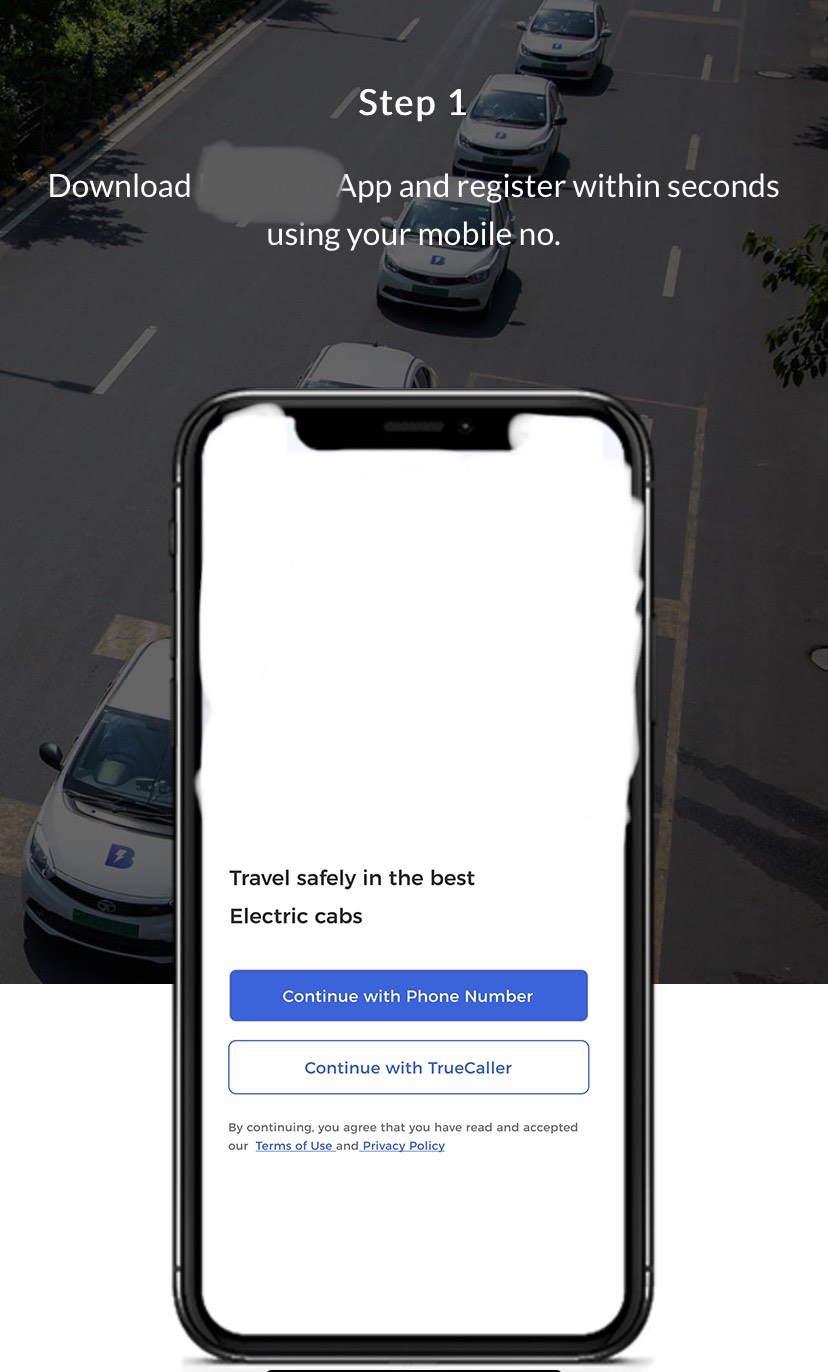 Step 1
Download App and register within seconds
using your mobile no.
Travel safely in the best
Electric cabs
Continue with Phone Number
Continue with TrueCaller
By continuing, you agree that you have read and accepted
our Terms of Use and Privacy Policy